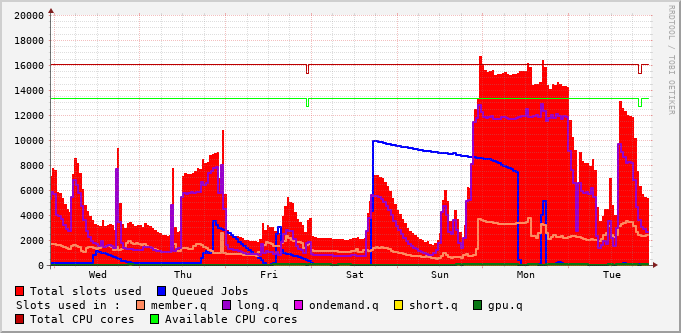 RRDTOOL / TOBI OETIKER
20000
18000
16000
14000
12000
10000
8000
6000
4000
2000
0
Wed Thu Fri Sat Sun Mon Tue
Total slots used Queued Jobs
Slots used in : member.q long.q ondemand.q short.q gpu.q
Total CPU cores Available CPU cores